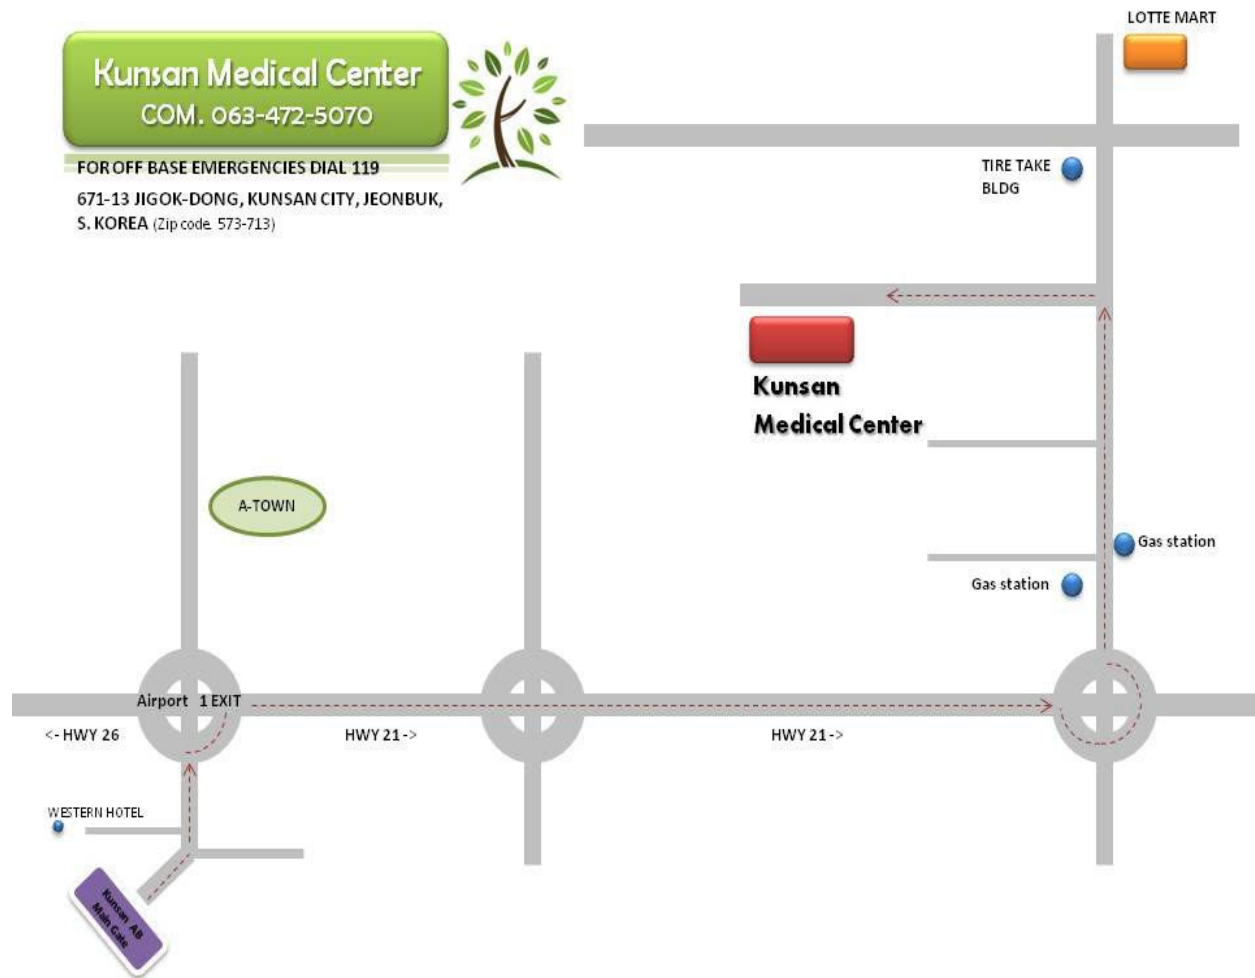 Kunsan Medical Center
COM. 063-472-5070
FOR OFF BASE EMERGENCIES DIAL 119
671-13 JIGOK-DONG, KUNSAN CITY, JEONBUK,
S. KOREA (Zip code 573-713)
LOTTE MART
TIRE TAKE
BLDG
Kunsan
Medical Center
A-TOWN
Gas station
Gas station
Airport 1 EXIT
<- HWY 26
HWY 21->
HWY 21->
WESTERN HOTEL
Kunsan AB
Main Gate